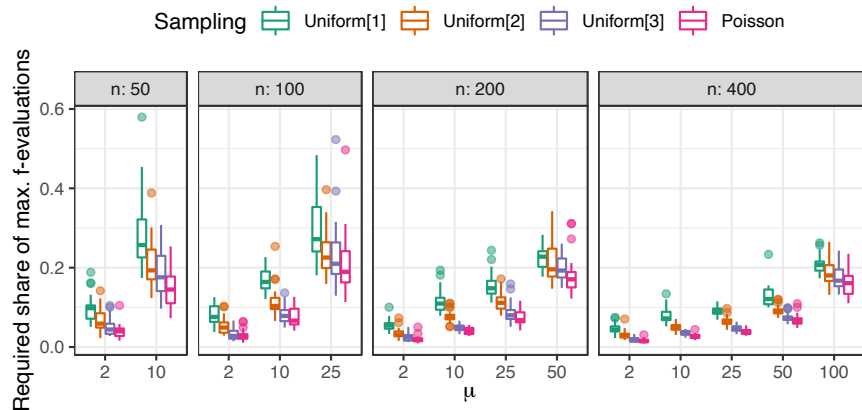 Sampling Uniform[1] Uniform[2] Uniform[3] Poisson
n: 50 n: 100 n: 200 n: 400
Required share of max. f-evaluations
0.6
0.4
0.2
0.0
2 10 2 10 25 2 10 25 50 2 10 25 50 100
μ